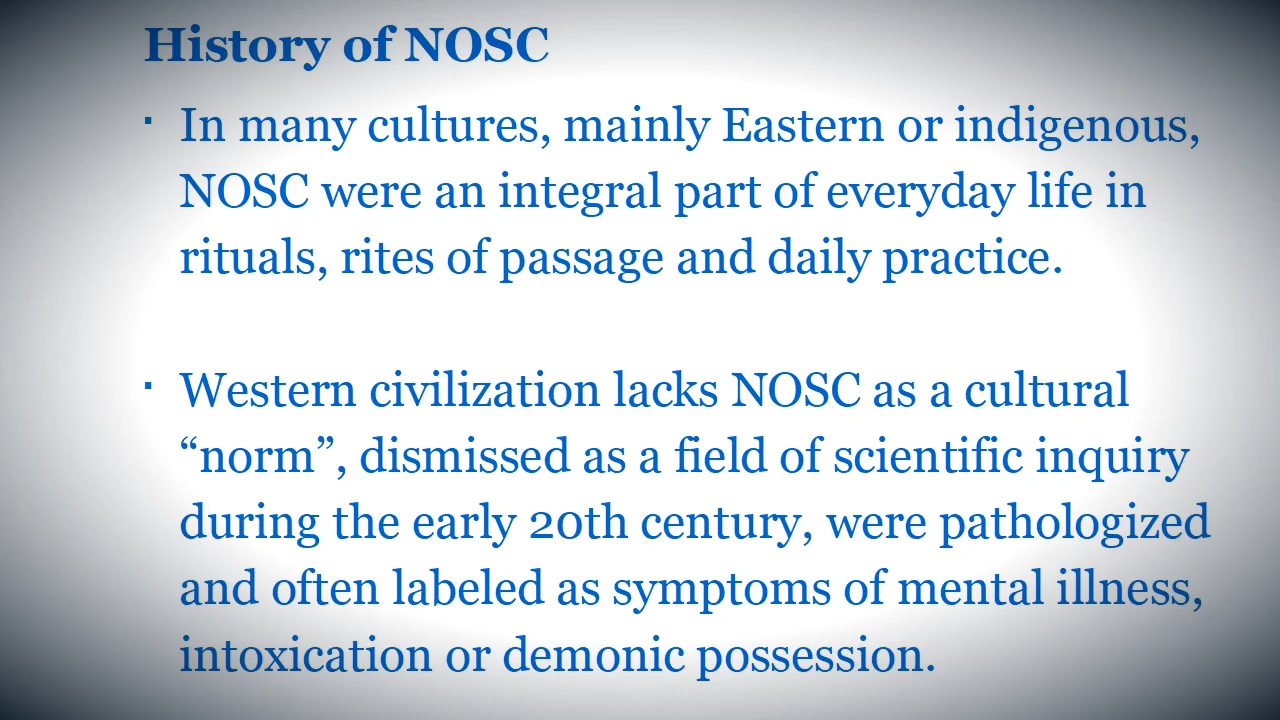 History of NOSC
▪ In many cultures, mainly Eastern or indigenous,
NOSC were an integral part of everyday life in
rituals, rites of passage and daily practice.
▪ Western civilization lacks NOSC as a cultural
“norm”, dismissed as a field of scientific inquiry
during the early 20th century, were pathologized
and often labeled as symptoms of mental illness,
intoxication or demonic possession.